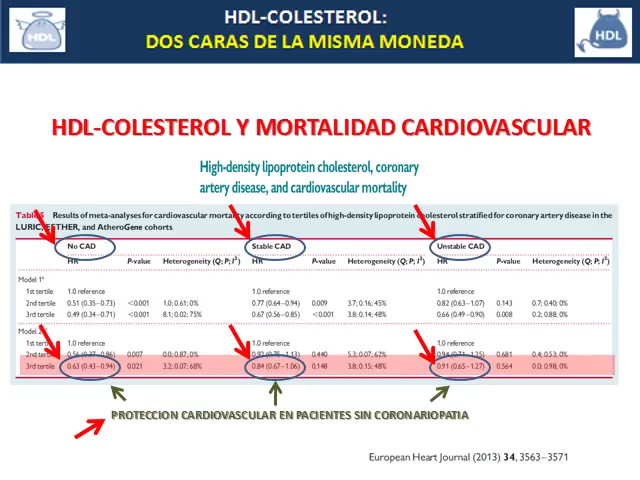 HDL
HDL-COLESTEROL:
DOS CARAS DE LA MISMA MONEDA
HDL
HDL-COLESTEROL Y MORTALIDAD CARDIOVASCULAR
High-density lipoprotein cholesterol, coronary
artery disease, and cardiovascular mortality
Table 5 Results of meta-analyses for cardiovascular mortality according to tertiles of high-density lipoprotein cholesterol stratified for coronary artery disease in the
LURIC, ESTHER, and AtheroGene cohorts
No CAD Stable CAD Unstable CAD
HR P-value Heterogeneity (Q; P; I²) HR P-value Heterogeneity (Q; P; I²) HR P-value Heterogeneity (Q; P; I²)
Model 1ᵃ
1st tertile 1.0 reference 1.0 reference 1.0 reference
2nd tertile 0.51 (0.35–0.73) <0.001 1.0; 0.61; 0% 0.77 (0.64–0.94) 0.009 3.7; 0.16; 45% 0.82 (0.63–1.07) 0.143 0.7; 0.40; 0%
3rd tertile 0.49 (0.34–0.71) <0.001 8.1; 0.02; 75% 0.67 (0.56–0.85) <0.001 3.8; 0.14; 48% 0.66 (0.49–0.90) 0.008 0.2; 0.88; 0%
Model 2
1st tertile 1.0 reference 1.0 reference 1.0 reference
2nd tertile 0.56 (0.37–0.86) 0.007 0.0; 0.87; 0% 0.92 (0.75–1.13) 0.440 5.3; 0.07; 62% 0.94 (0.71–1.25) 0.681 0.4; 0.53; 0%
3rd tertile 0.63 (0.43–0.94) 0.021 3.2; 0.07; 68% 0.84 (0.67–1.06) 0.148 3.8; 0.15; 48% 0.91 (0.65–1.27) 0.564 0.0; 0.98; 0%
PROTECCION CARDIOVASCULAR EN PACIENTES SIN CORONARIOPATIA
European Heart Journal (2013) 34, 3563–3571